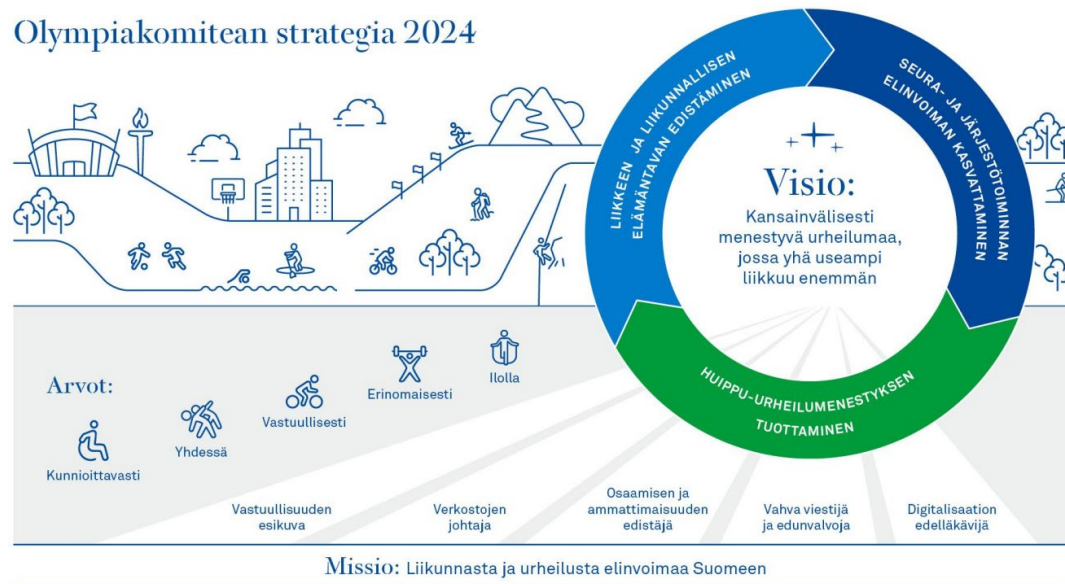 Olympiakomitean strategia 2024
LIIKKEEN JA LIIKUNNALLISEN
ELÄMÄNTAVAN EDISTÄMINEN
SEURA- JA JÄRJESTÖTOIMINNAN
ELINVOIMAN KASVATTAMINEN
Visio:
Kansainvälisesti
menestyvä urheilumaa,
jossa yhä useampi
liikkuu enemmän
HUIPPU-URHEILUMENESTYKSEN
TUOTTAMINEN
Arvot:
Kunnioittavasti
Yhdessä
Vastuullisesti
Erinomaisesti
Ilolla
Vastuullisuuden
esikuva
Verkostojen
johtaja
Osaamisen ja
ammattimaisuuden
edistäjä
Vahva viestijä
ja edunvalvoja
Digitalisaation
edelläkävijä
Missio: Liikunnasta ja urheilusta elinvoimaa Suomeen